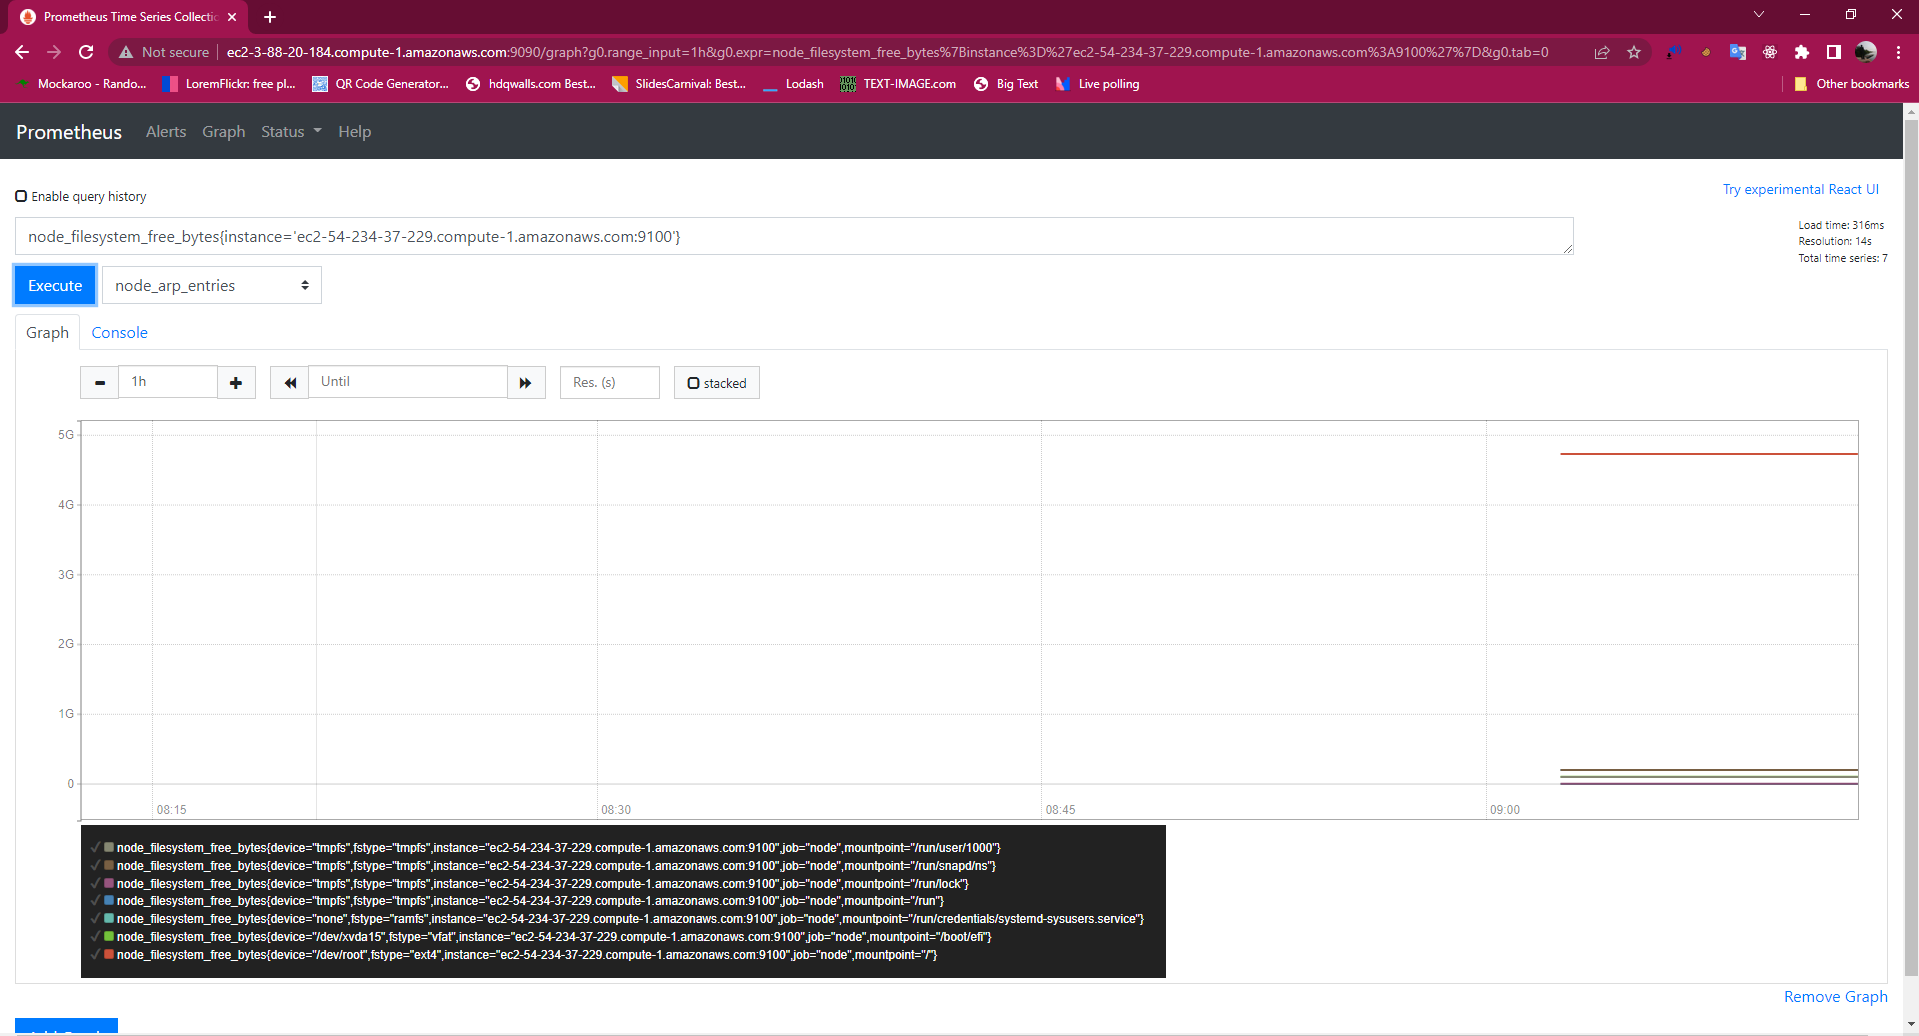 Prometheus Time Series Collectio
Not secure ec2-3-88-20-184.compute-1.amazonaws.com:9090/graph?g0.range_input=1h&g0.expr=node_filesystem_free_bytes%7Binstance%3D%27ec2-54-234-37-229.compute-1.amazonaws.com%3A9100%27%7D&g0.tab=0
Mockaroo - Rando... LoremFlickr: free pl... QR Code Generator... hdqwalls.com Best... SlidesCarnival: Best... Lodash TEXT-IMAGE.com Big Text Live polling Other bookmarks
Prometheus Alerts Graph Status Help
Enable query history
Try experimental React UI
node_filesystem_free_bytes{instance='ec2-54-234-37-229.compute-1.amazonaws.com:9100'}
Load time: 316ms
Resolution: 14s
Total time series: 7
Execute node_arp_entries
Graph Console
1h Until Res. (s) stacked
5G
4G
3G
2G
1G
0
08:15 08:30 08:45 09:00
node_filesystem_free_bytes{device="tmpfs",fstype="tmpfs",instance="ec2-54-234-37-229.compute-1.amazonaws.com:9100",job="node",mountpoint="/run/user/1000"}
node_filesystem_free_bytes{device="tmpfs",fstype="tmpfs",instance="ec2-54-234-37-229.compute-1.amazonaws.com:9100",job="node",mountpoint="/run/snapd/ns"}
node_filesystem_free_bytes{device="tmpfs",fstype="tmpfs",instance="ec2-54-234-37-229.compute-1.amazonaws.com:9100",job="node",mountpoint="/run/lock"}
node_filesystem_free_bytes{device="tmpfs",fstype="tmpfs",instance="ec2-54-234-37-229.compute-1.amazonaws.com:9100",job="node",mountpoint="/run"}
node_filesystem_free_bytes{device="none",fstype="ramfs",instance="ec2-54-234-37-229.compute-1.amazonaws.com:9100",job="node",mountpoint="/run/credentials/systemd-sysusers.service"}
node_filesystem_free_bytes{device="/dev/xvda15",fstype="vfat",instance="ec2-54-234-37-229.compute-1.amazonaws.com:9100",job="node",mountpoint="/boot/efi"}
node_filesystem_free_bytes{device="/dev/root",fstype="ext4",instance="ec2-54-234-37-229.compute-1.amazonaws.com:9100",job="node",mountpoint="/"}
Remove Graph